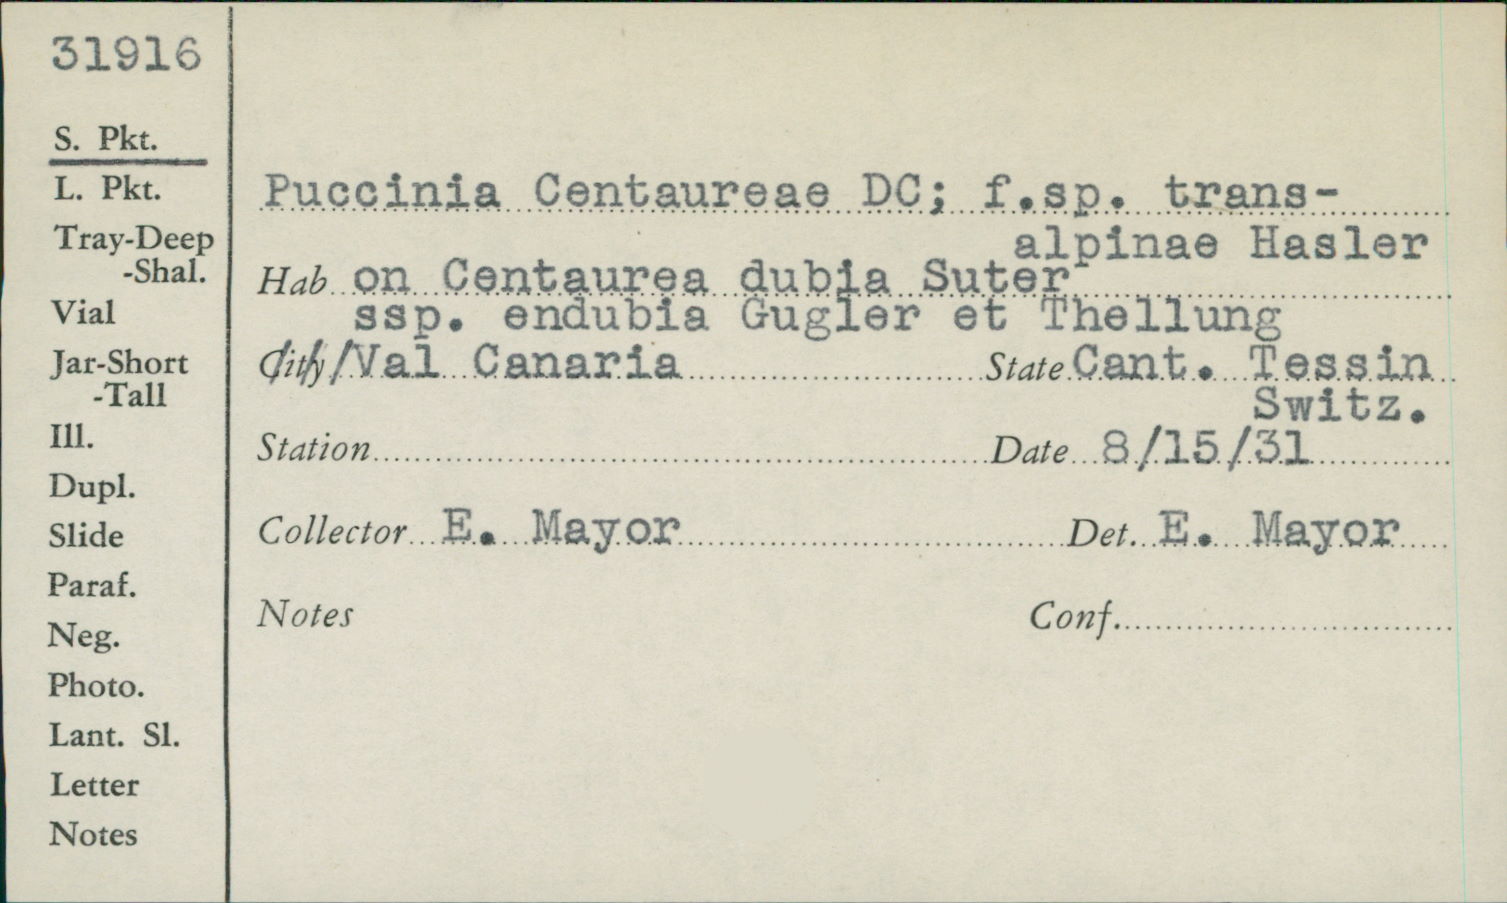 31916
S. Pkt.
L. Pkt.
Tray-Deep
-Shal.
Vial
Jar-Short
-Tall
Ill.
Dupl.
Slide
Paraf.
Neg.
Photo.
Lant. Sl.
Letter
Notes
Puccinia Centaureae DC; f.sp. trans-
alpinae Hasler
Hab on Centaurea dubia Suter
ssp. endubia Gugler et Thellung
City Val Canaria State Cant. Tessin
Switz.
Station Date 8/15/31
Collector E. Mayor Det. E. Mayor
Notes Conf.